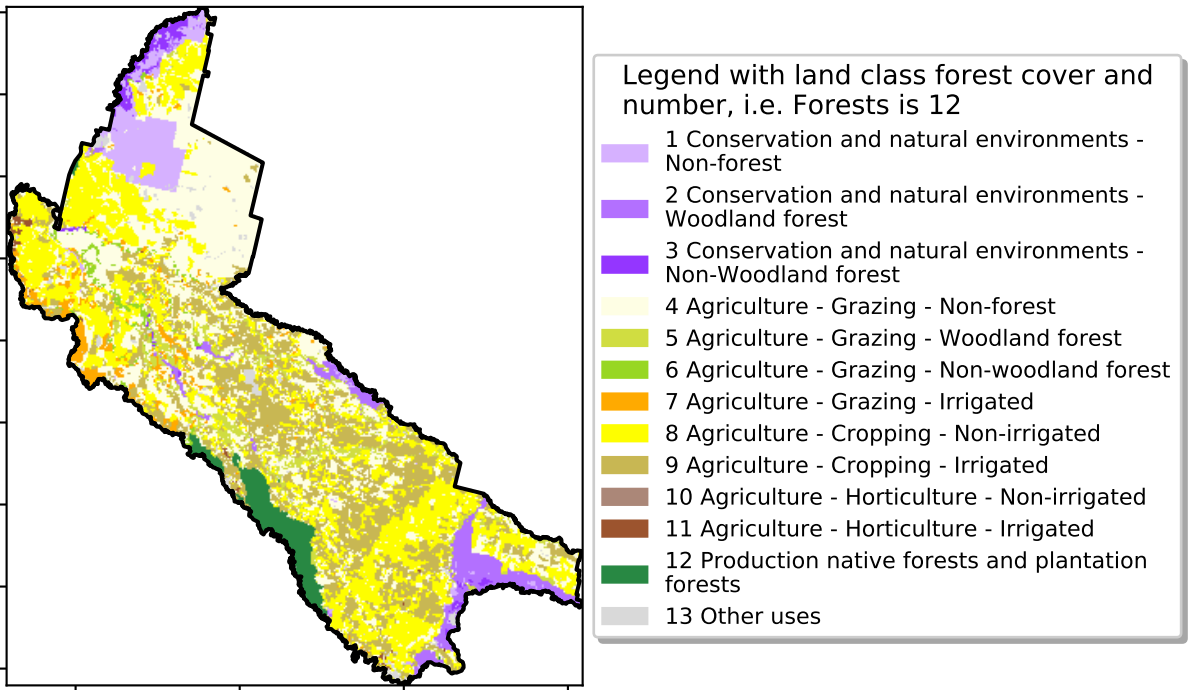 Legend with land class forest cover and
number, i.e. Forests is 12
1 Conservation and natural environments -
Non-forest
2 Conservation and natural environments -
Woodland forest
3 Conservation and natural environments -
Non-Woodland forest
4 Agriculture - Grazing - Non-forest
5 Agriculture - Grazing - Woodland forest
6 Agriculture - Grazing - Non-woodland forest
7 Agriculture - Grazing - Irrigated
8 Agriculture - Cropping - Non-irrigated
9 Agriculture - Cropping - Irrigated
10 Agriculture - Horticulture - Non-irrigated
11 Agriculture - Horticulture - Irrigated
12 Production native forests and plantation
forests
13 Other uses